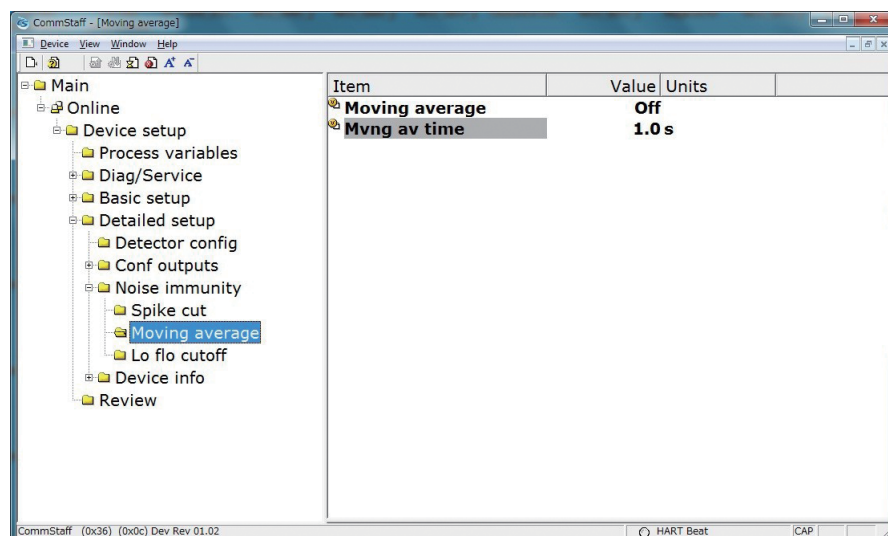 CommStaff - [Moving average]
Device View Window Help
Main
Online
Device setup
Process variables
Diag/Service
Basic setup
Detailed setup
Detector config
Conf outputs
Noise immunity
Spike cut
Moving average
Lo flo cutoff
Device info
Review
Item Value Units
Moving average Off
Mvng av time 1.0 s
CommStaff (0x36) (0x0c) Dev Rev 01.02 HART Beat CAP